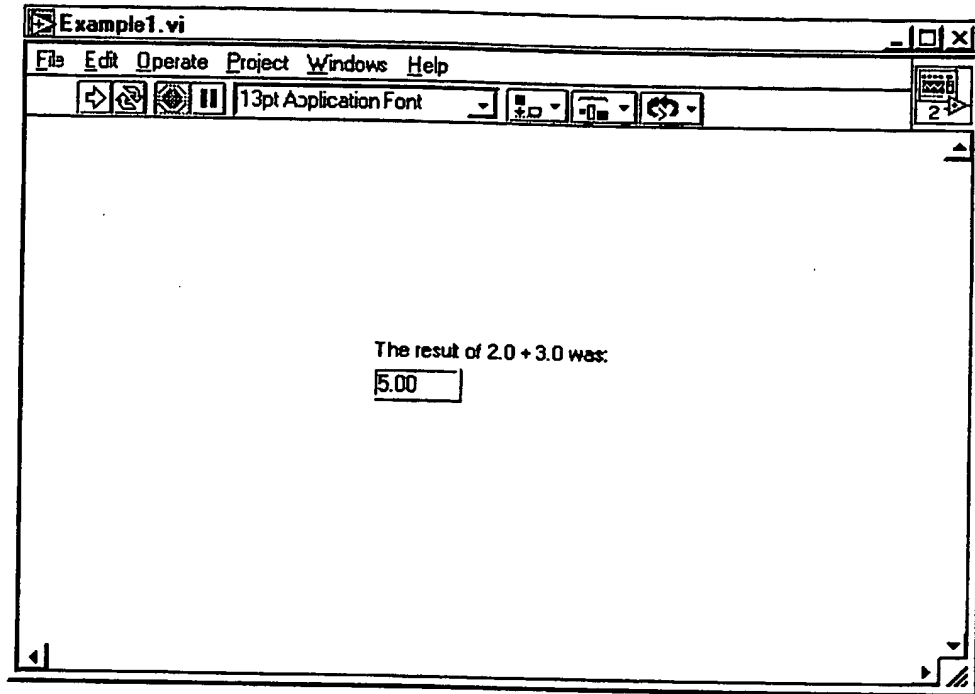 Example1.vi
File Edit Operate Project Windows Help
13pt Application Font
2
The result of 2.0 + 3.0 was:
5.00